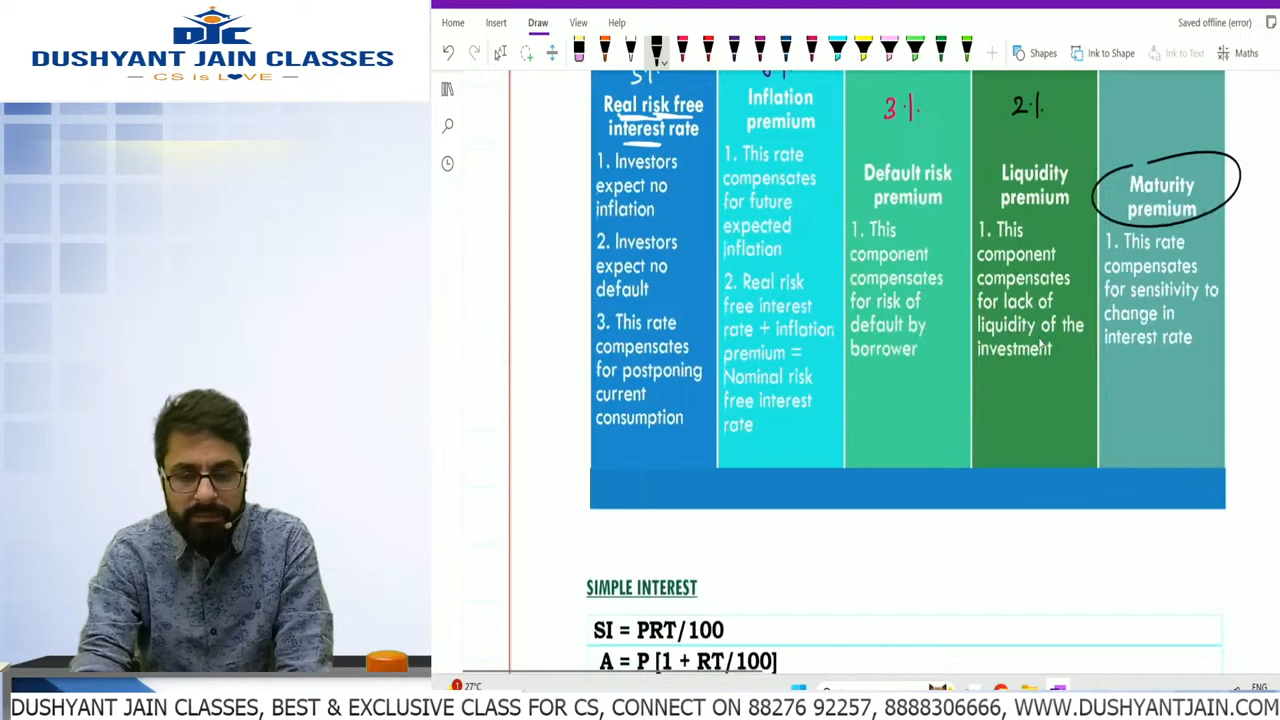 DUSHYANT JAIN CLASSES
CS is LOVE
Home Insert Draw View Help
Saved offline (error)
Shapes
Ink to Shape
Ink to Text
Maths
5%
Real risk free
interest rate
1. Investors
expect no
inflation
2. Investors
expect no
default
3. This rate
compensates
for postponing
current
consumption
Inflation
premium
1. This rate
compensates
for future
expected
inflation
2. Real risk
free interest
rate + inflation
premium =
Nominal risk
free interest
rate
3%
Default risk
premium
1. This
component
compensates
for risk of
default by
borrower
2%
Liquidity
premium
1. This
component
compensates
for lack of
liquidity of the
investment
Maturity
premium
1. This rate
compensates
for sensitivity to
change in
interest rate
SIMPLE INTEREST
SI = PRT/100
A = P [1 + RT/100]
1
27°C
ENG
DUSHYANT JAIN CLASSES, BEST & EXCLUSIVE CLASS FOR CS, CONNECT ON 88276 92257, 8888306666, WWW.DUSHYANTJAIN.COM